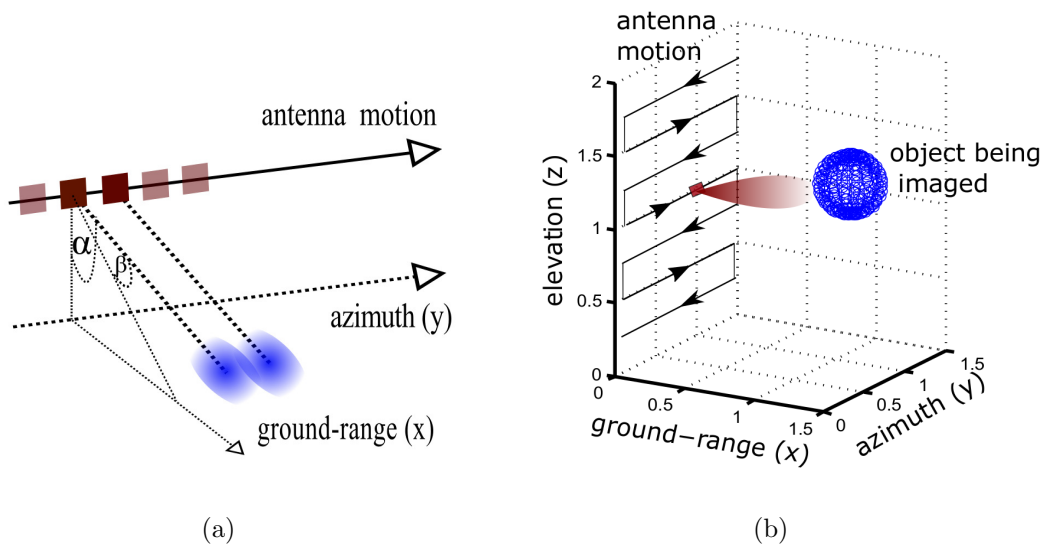 antenna motion
α
β
azimuth (y)
ground-range (x)
(a)
(b)
antenna
motion
2
1.5
1
0.5
0
elevation (z)
object being
imaged
0
0.5
1
1.5
ground−range (x)
0
0.5
1
1.5
azimuth (y)